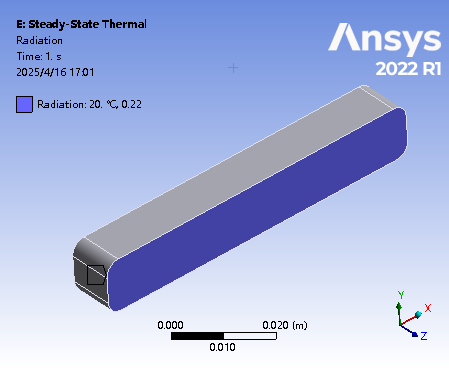 E: Steady-State Thermal
Radiation
Time: 1. s
2025/4/16 17:01
Radiation: 20. °C, 0.22
Ansys
2022 R1
0.000
0.020 (m)
0.010
Y
X
Z